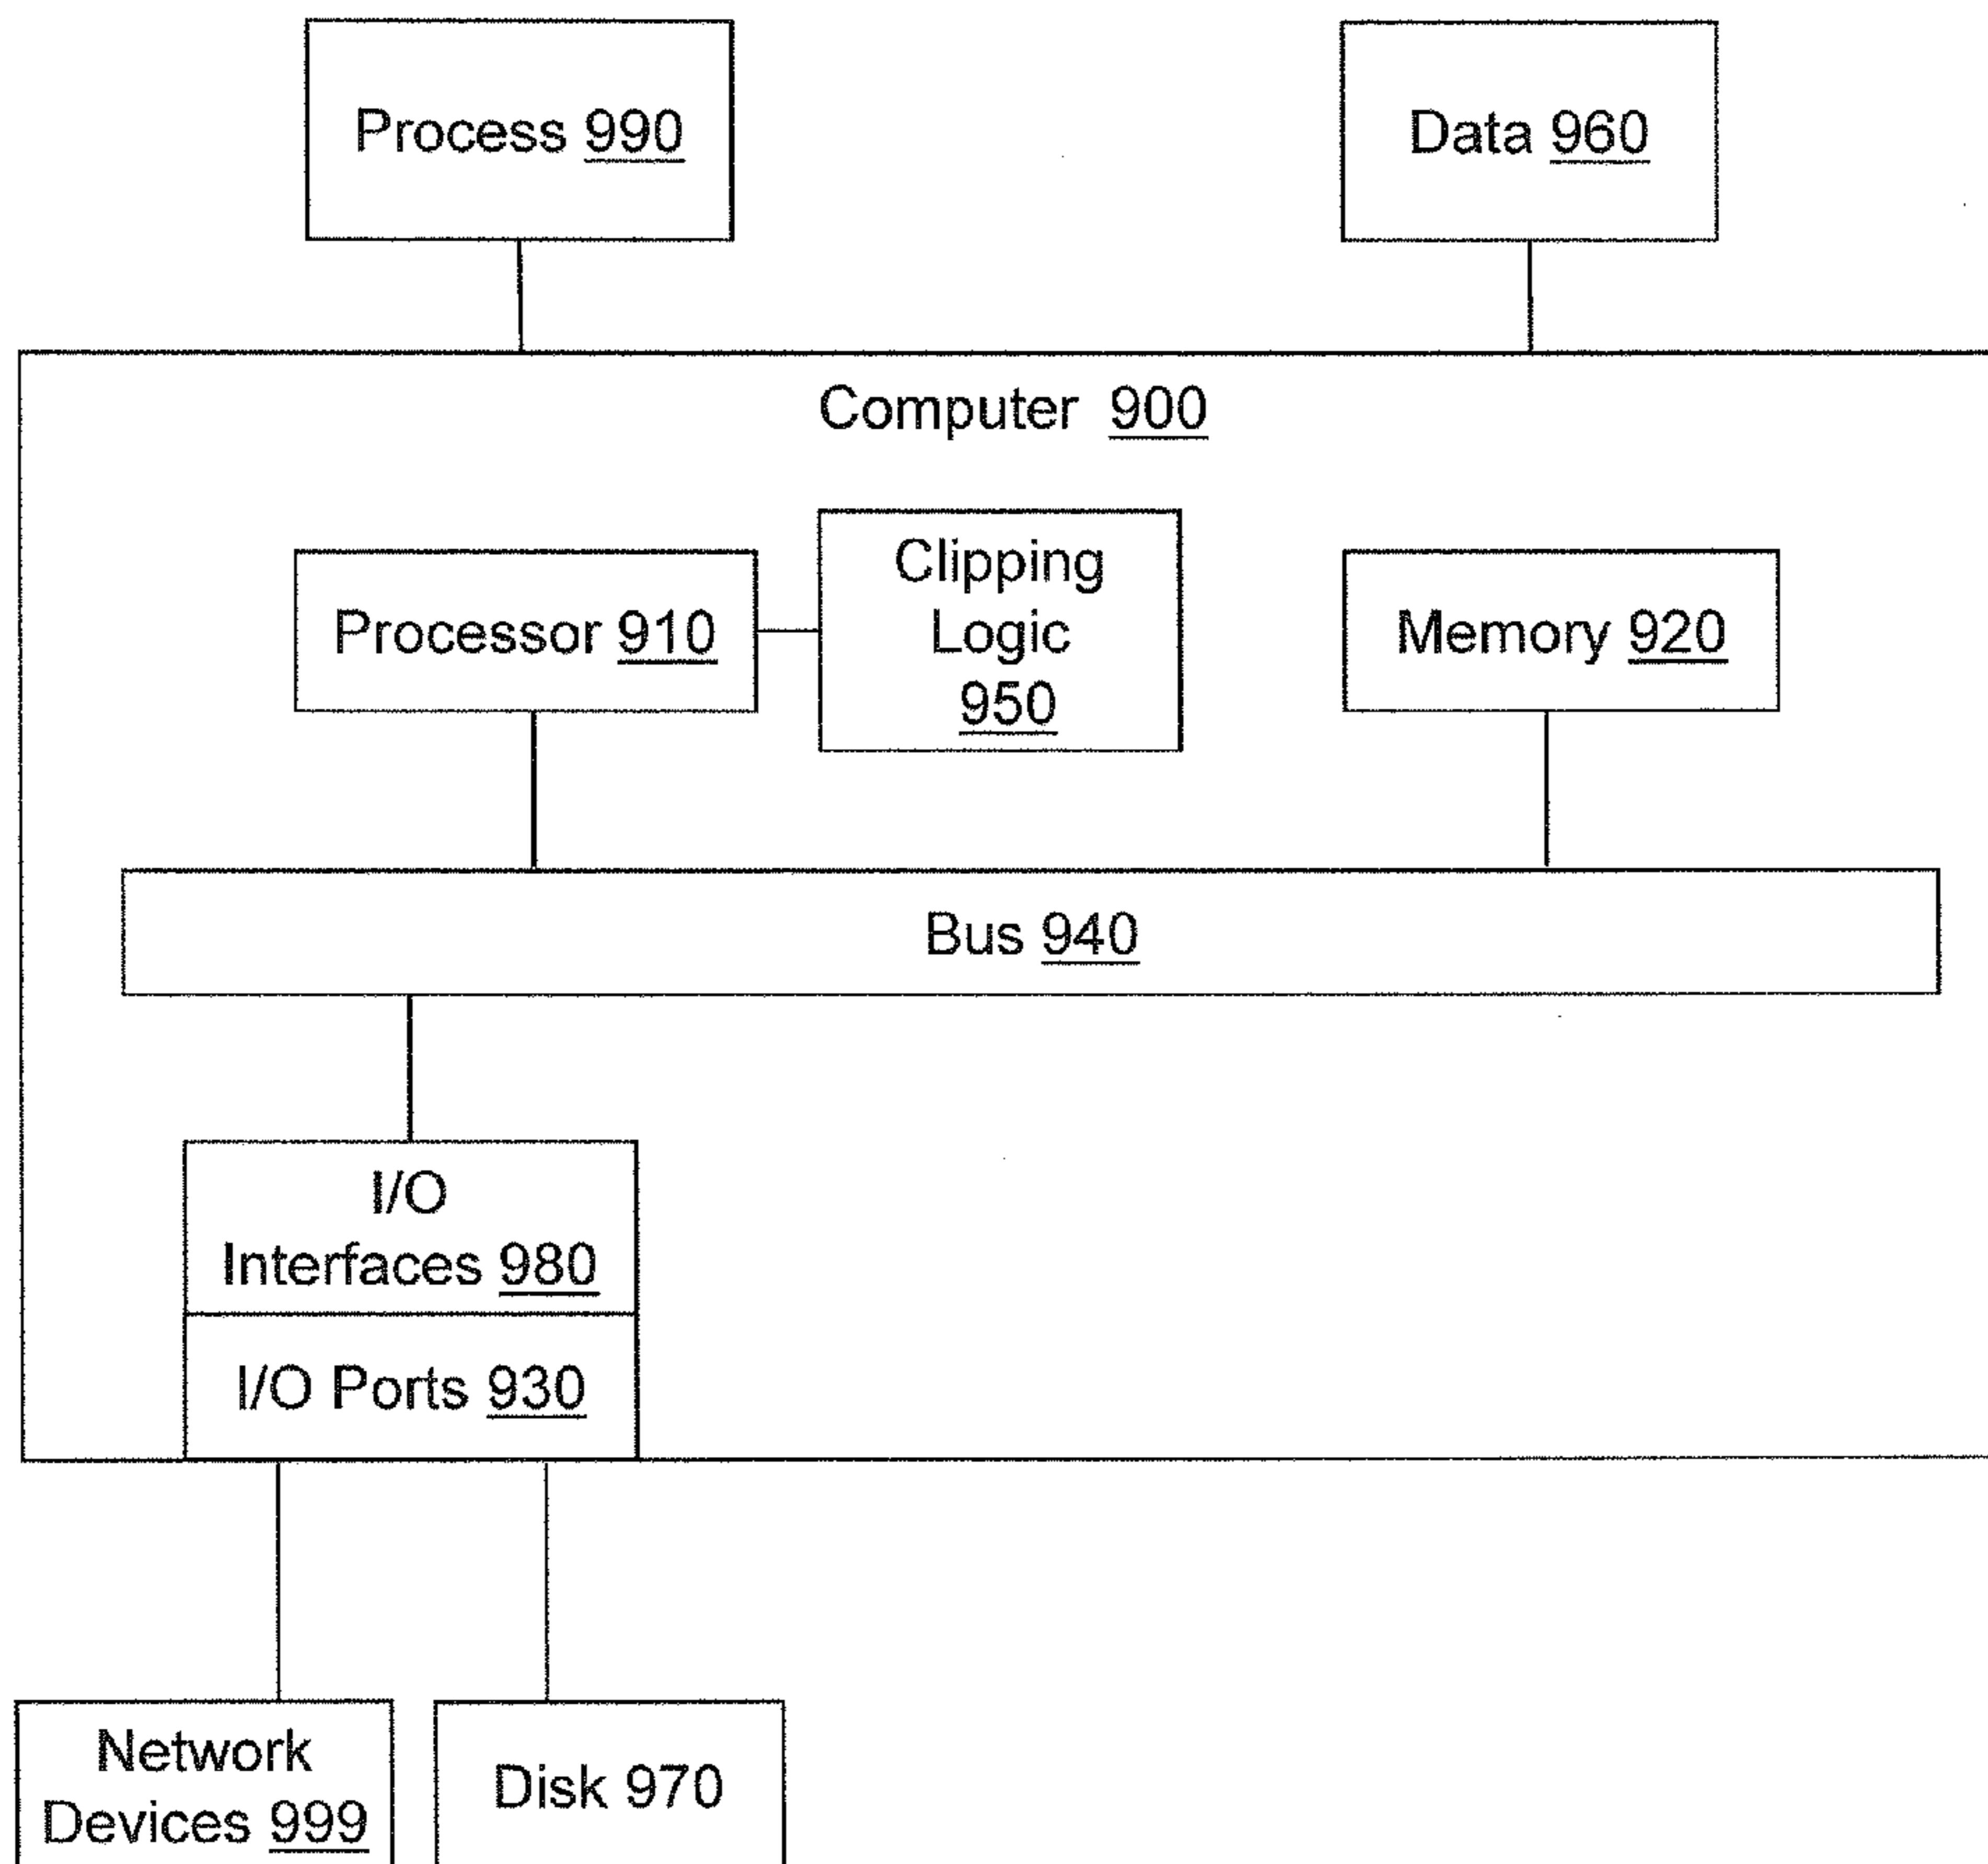 Process 990
Data 960
Computer 900
Processor 910
Clipping
Logic
950
Memory 920
Bus 940
I/O
Interfaces 980
I/O Ports 930
Network
Devices 999
Disk 970